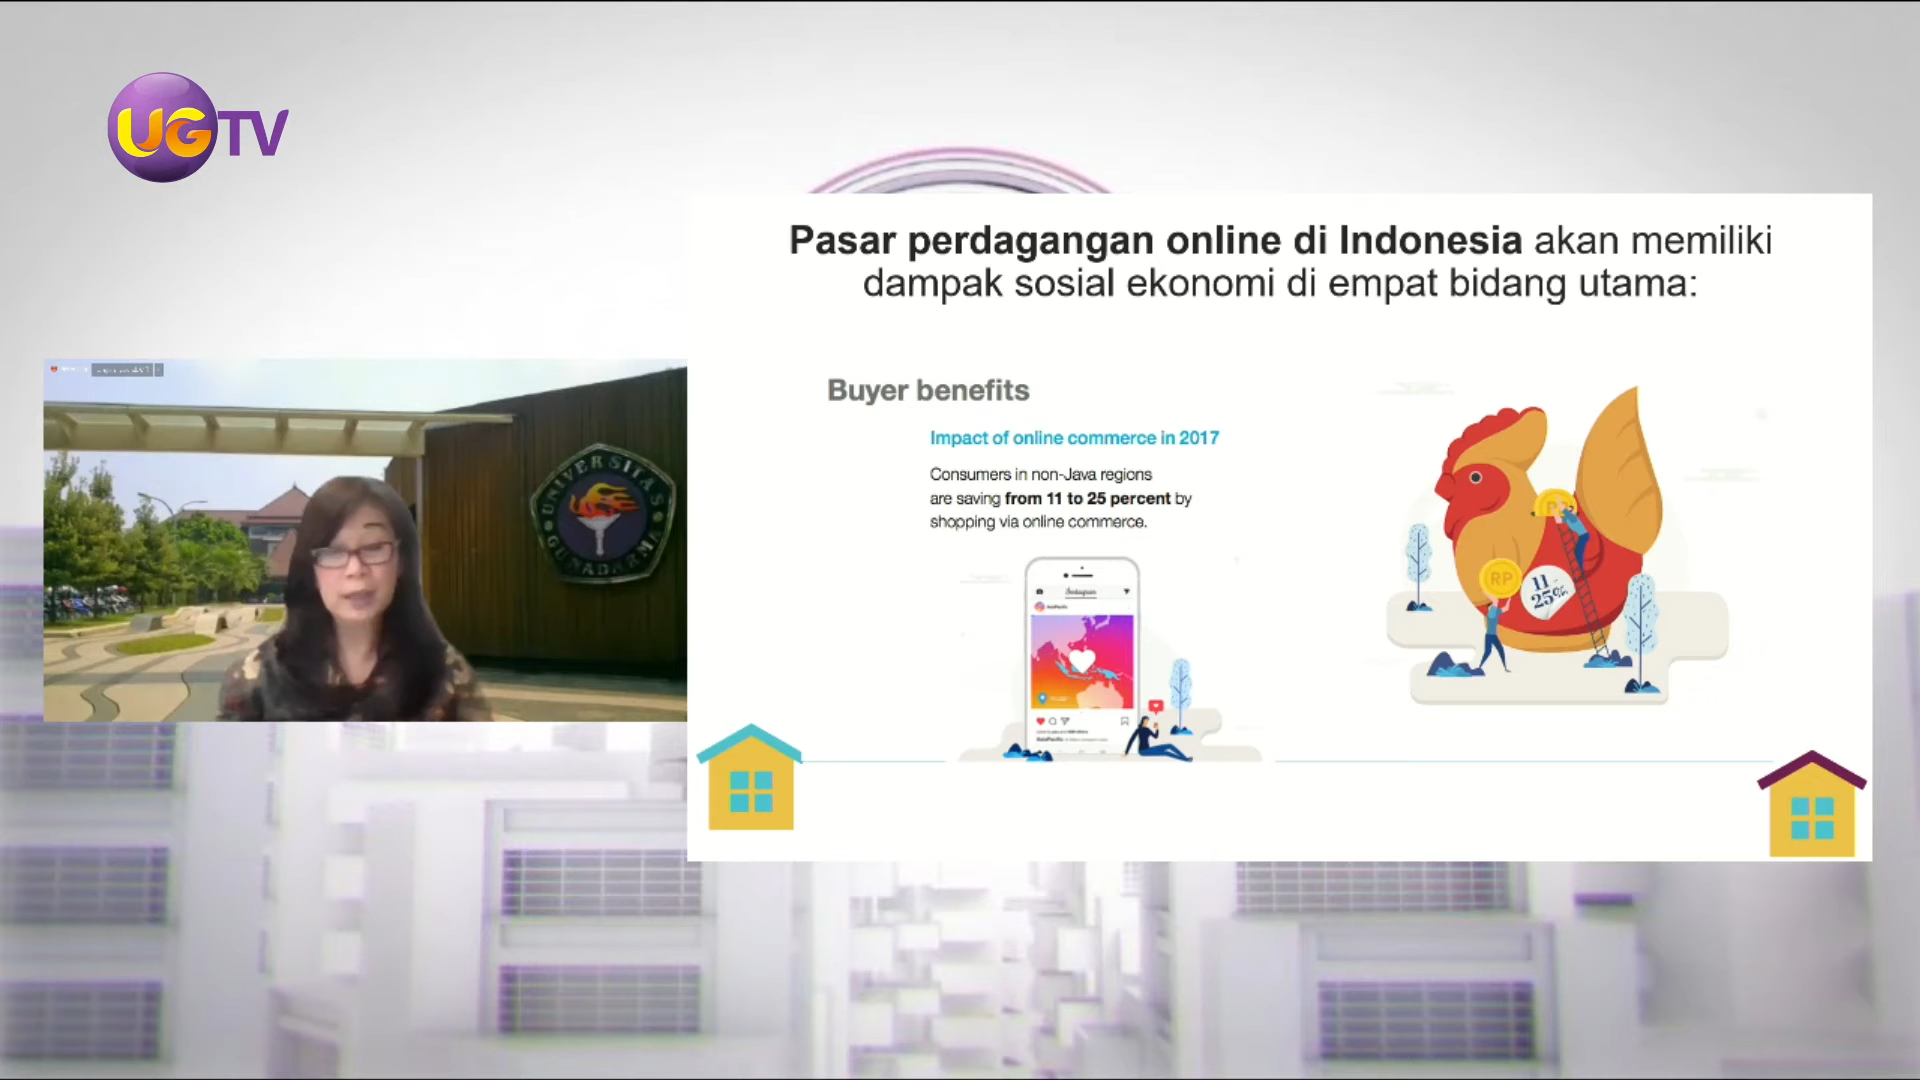 UGTV
Pasar perdagangan online di Indonesia akan memiliki
dampak sosial ekonomi di empat bidang utama:
Buyer benefits
Impact of online commerce in 2017
Consumers in non-Java regions
are saving from 11 to 25 percent by
shopping via online commerce.
UNIVERSITAS
GUNADARMA
Instagram
RP
11 -
25%